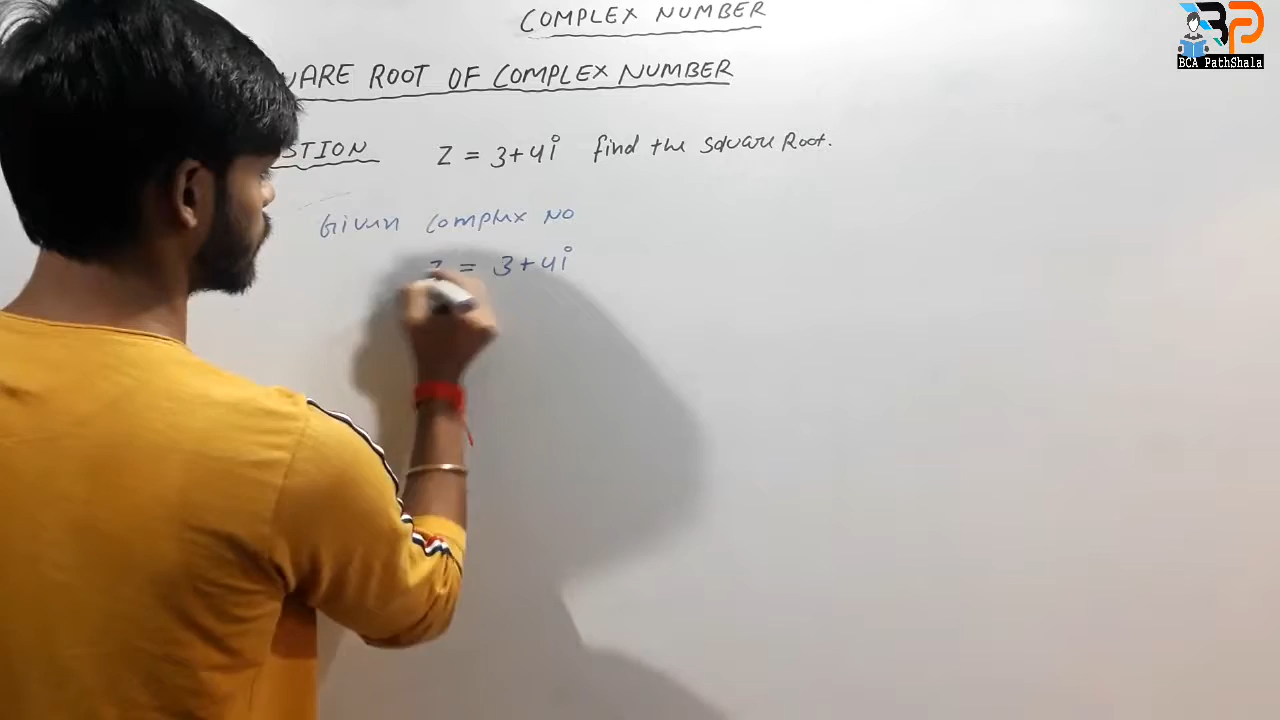 COMPLEX NUMBER
BP
BCA PathShala
UARE ROOT OF COMPLEX NUMBER
STION Z = 3+4i find the square Root.
Given complex no
z = 3+4i